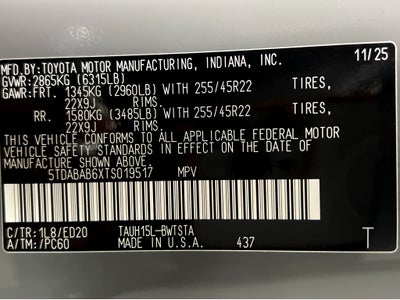 MFD.BY:TOYOTA MOTOR MANUFACTURING, INDIANA, INC. 11/25
GVWR:2865KG (6315LB)
GAWR:FRT. 1345KG (2960LB) WITH 255/45R22 TIRES,
22X9J RIMS.
RR. 1580KG (3485LB) WITH 255/45R22 TIRES,
22X9J RIMS.
THIS VEHICLE CONFORMS TO ALL APPLICABLE FEDERAL MOTOR
VEHICLE SAFETY STANDARDS IN EFFECT ON THE DATE OF
MANUFACTURE SHOWN ABOVE.
5TDABAB6XTS019517 MPV
C/TR:1L8/ED20 TAUH15L-BWTSTA T
A/TM:/PC60 MADE IN U.S.A. 437